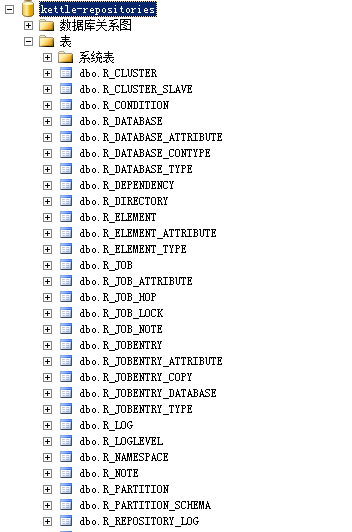 kettle-repositories
数据库关系图
表
系统表
dbo.R_CLUSTER
dbo.R_CLUSTER_SLAVE
dbo.R_CONDITION
dbo.R_DATABASE
dbo.R_DATABASE_ATTRIBUTE
dbo.R_DATABASE_CONTYPE
dbo.R_DATABASE_TYPE
dbo.R_DEPENDENCY
dbo.R_DIRECTORY
dbo.R_ELEMENT
dbo.R_ELEMENT_ATTRIBUTE
dbo.R_ELEMENT_TYPE
dbo.R_JOB
dbo.R_JOB_ATTRIBUTE
dbo.R_JOB_HOP
dbo.R_JOB_LOCK
dbo.R_JOB_NOTE
dbo.R_JOBENTRY
dbo.R_JOBENTRY_ATTRIBUTE
dbo.R_JOBENTRY_COPY
dbo.R_JOBENTRY_DATABASE
dbo.R_JOBENTRY_TYPE
dbo.R_LOG
dbo.R_LOGLEVEL
dbo.R_NAMESPACE
dbo.R_NOTE
dbo.R_PARTITION
dbo.R_PARTITION_SCHEMA
dbo.R_REPOSITORY_LOG